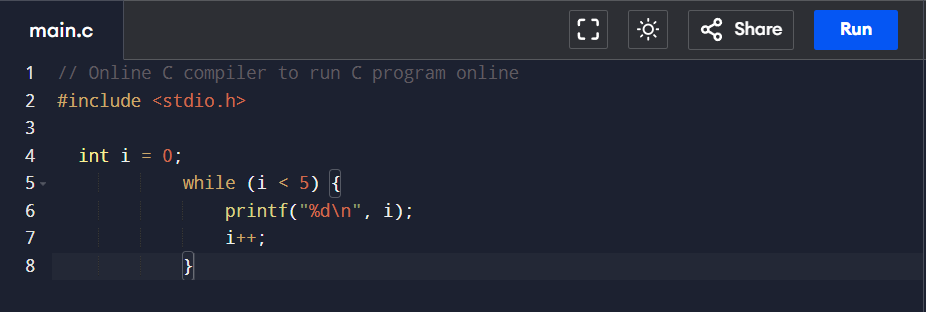 main.c
Share
Run
1 // Online C compiler to run C program online
2 #include <stdio.h>
3
4 int i = 0;
5 while (i < 5) {
6 printf("%d\n", i);
7 i++;
8 }